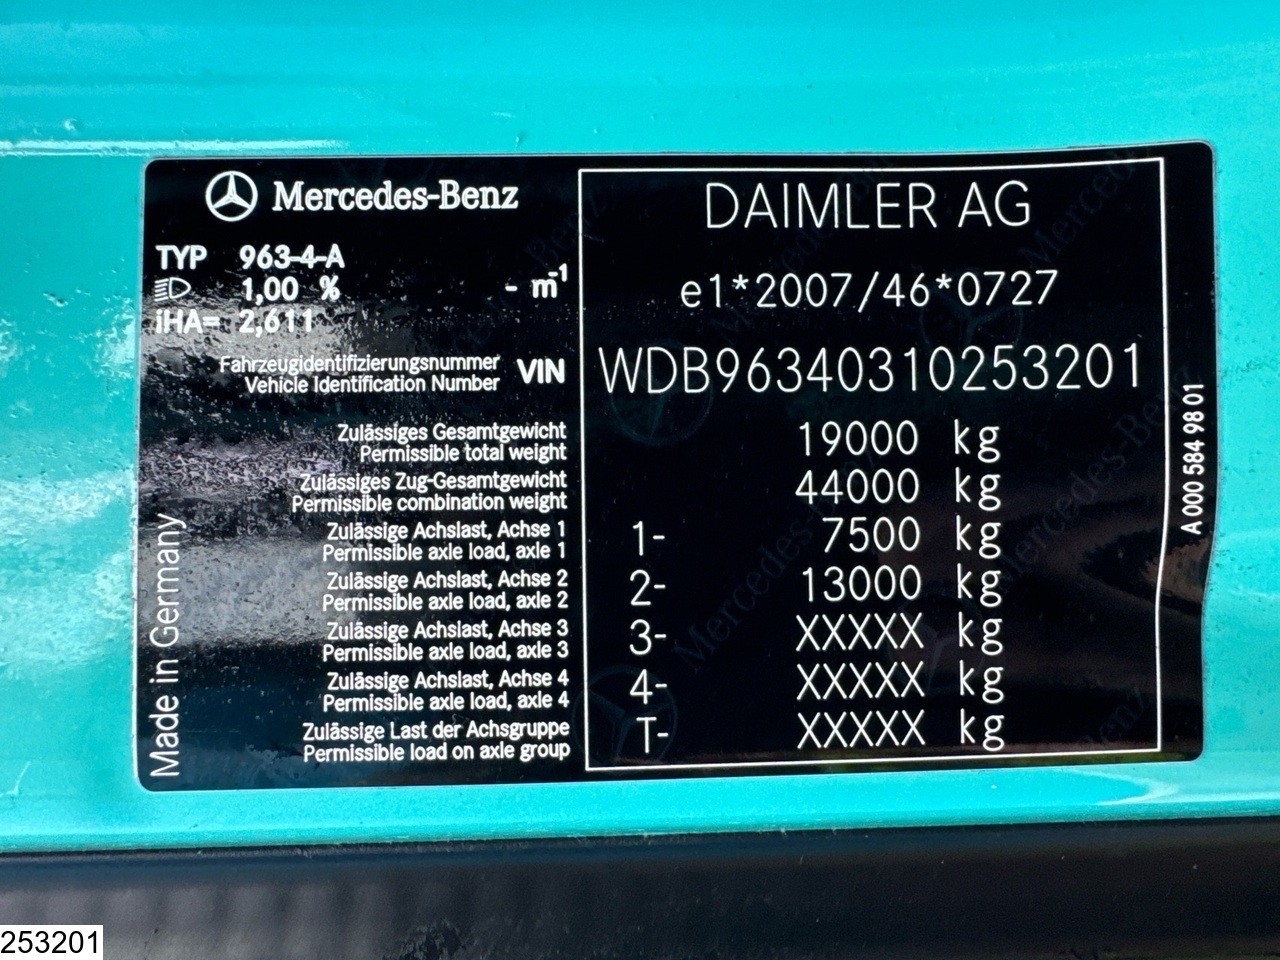 Mercedes-Benz
TYP 963-4-A
1,00 % - m⁻¹
iHA= 2,611
Fahrzeugidentifizierungsnummer
Vehicle Identification Number VIN
Zulässiges Gesamtgewicht
Permissible total weight
Zulässiges Zug-Gesamtgewicht
Permissible combination weight
Zulässige Achslast, Achse 1
Permissible axle load, axle 1
Zulässige Achslast, Achse 2
Permissible axle load, axle 2
Zulässige Achslast, Achse 3
Permissible axle load, axle 3
Zulässige Achslast, Achse 4
Permissible axle load, axle 4
Zulässige Last der Achsgruppe
Permissible load on axle group
Made in Germany
DAIMLER AG
e1*2007/46*0727
WDB96340310253201
19000 kg
44000 kg
1- 7500 kg
2- 13000 kg
3- XXXXX kg
4- XXXXX kg
T- XXXXX kg
A 000 584 98 01
253201